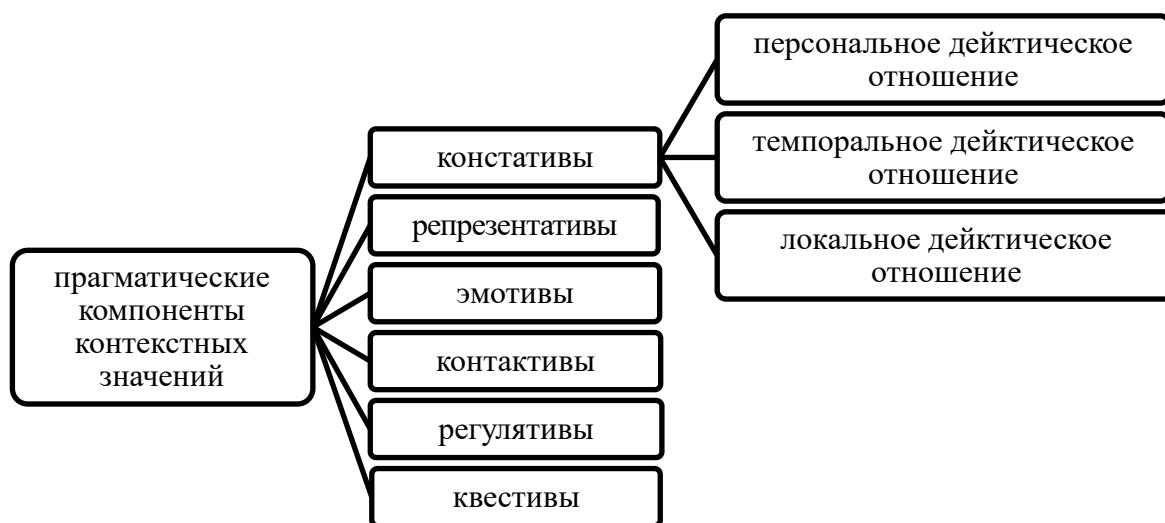 прагматические
компоненты
контекстных
значений
констативы
репрезентативы
эмотивы
контактивы
регулятивы
квестивы
персональное дейктическое
отношение
темпоральное дейктическое
отношение
локальное дейктическое
отношение